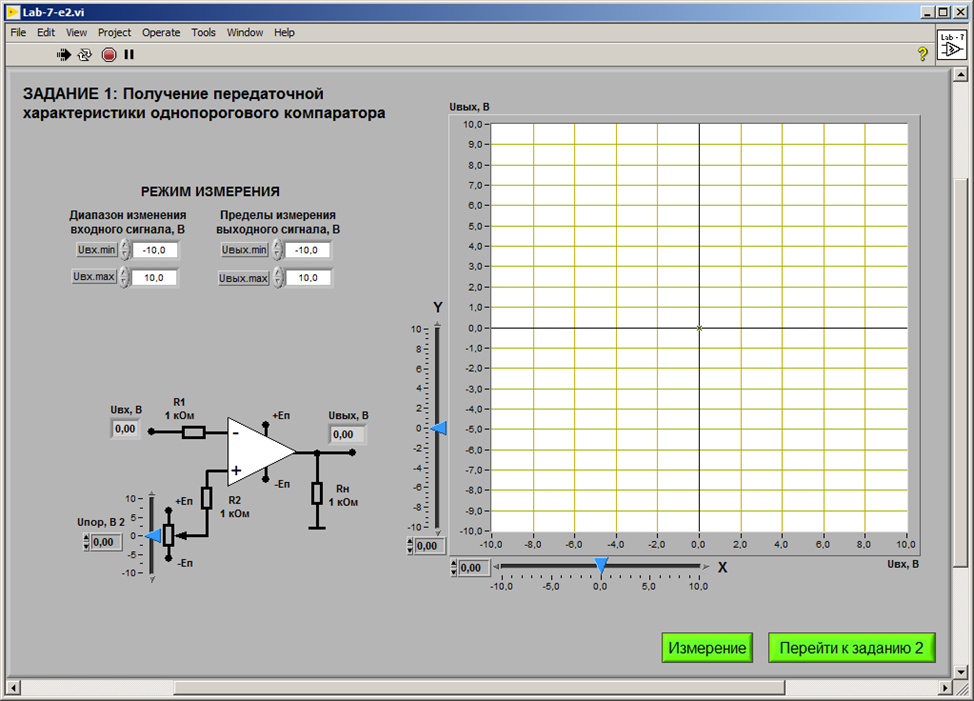 Lab-7-e2.vi
File Edit View Project Operate Tools Window Help
?
Lab - 7
ЗАДАНИЕ 1: Получение передаточной
характеристики однопорогового компаратора
РЕЖИМ ИЗМЕРЕНИЯ
Диапазон изменения
входного сигнала, В
Uвх.min -10,0
Uвх.max 10,0
Пределы измерения
выходного сигнала, В
Uвых.min -10,0
Uвых.max 10,0
Uвх, В
0,00
R1
1 кОм
-
+
+Eп
-Eп
Uвых, В
0,00
Rн
1 кОм
R2
1 кОм
Uпор, В 2
0,00
10
5
0
-5
-10
+Eп
-Eп
Y
10
8
6
4
2
0
-2
-4
-6
-8
-10
0,00
Uвых, В
10,0
9,0
8,0
7,0
6,0
5,0
4,0
3,0
2,0
1,0
0,0
-1,0
-2,0
-3,0
-4,0
-5,0
-6,0
-7,0
-8,0
-9,0
-10,0
-10,0 -8,0 -6,0 -4,0 -2,0 0,0 2,0 4,0 6,0 8,0 10,0
Uвх, В
0,00
X
-10,0 -5,0 0,0 5,0 10,0
Измерение
Перейти к заданию 2